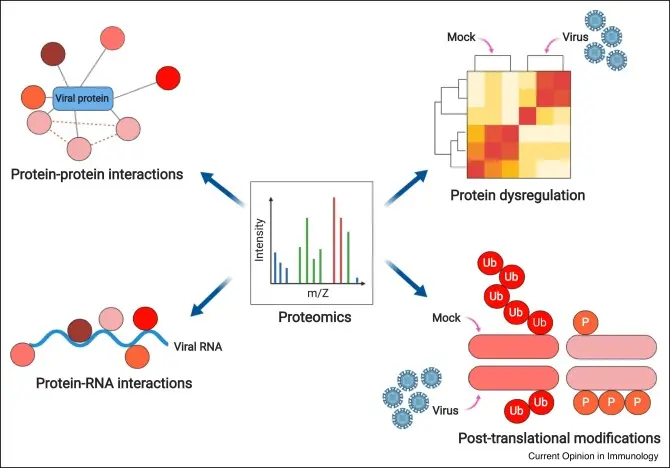 Viral protein
Protein-protein interactions
Mock
Virus
Protein dysregulation
Intensity
m/Z
Proteomics
Viral RNA
Protein-RNA interactions
Ub
Ub
Ub
Ub
Ub
P
Mock
Virus
Ub
Ub
P
P
P
Post-translational modifications
Current Opinion in Immunology